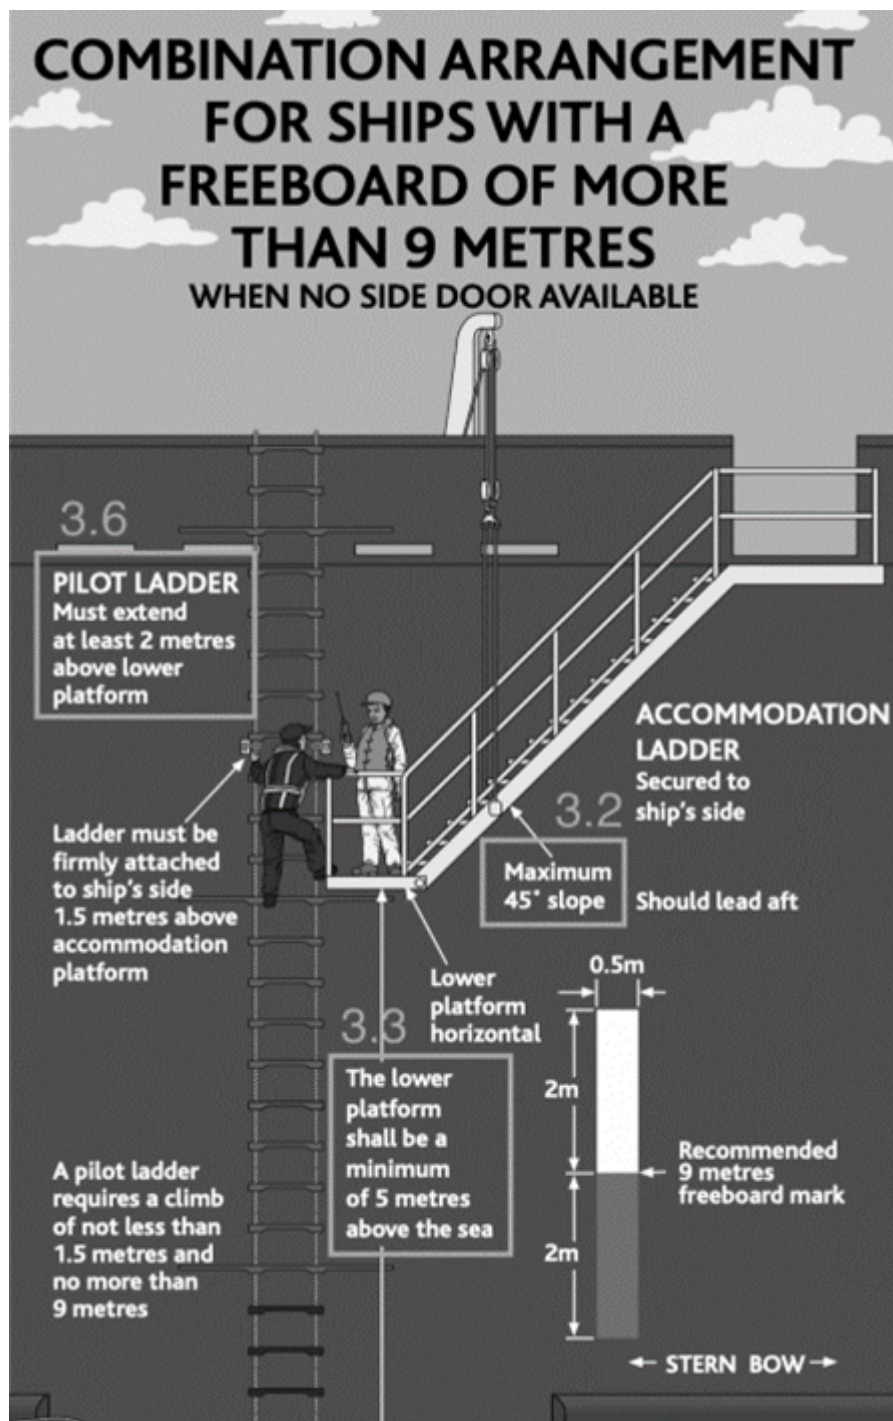 COMBINATION ARRANGEMENT
FOR SHIPS WITH A
FREEBOARD OF MORE
THAN 9 METRES
WHEN NO SIDE DOOR AVAILABLE
3.6
PILOT LADDER
Must extend
at least 2 metres
above lower
platform
ACCOMMODATION
LADDER
Secured to
ship's side
3.2
Maximum
45° slope
Should lead aft
Ladder must be
firmly attached
to ship's side
1.5 metres above
accommodation
platform
Lower
platform
horizontal
3.3
The lower
platform
shall be a
minimum
of 5 metres
above the sea
0.5m
2m
Recommended
9 metres
freeboard mark
2m
A pilot ladder
requires a climb
of not less than
1.5 metres and
no more than
9 metres
STERN BOW